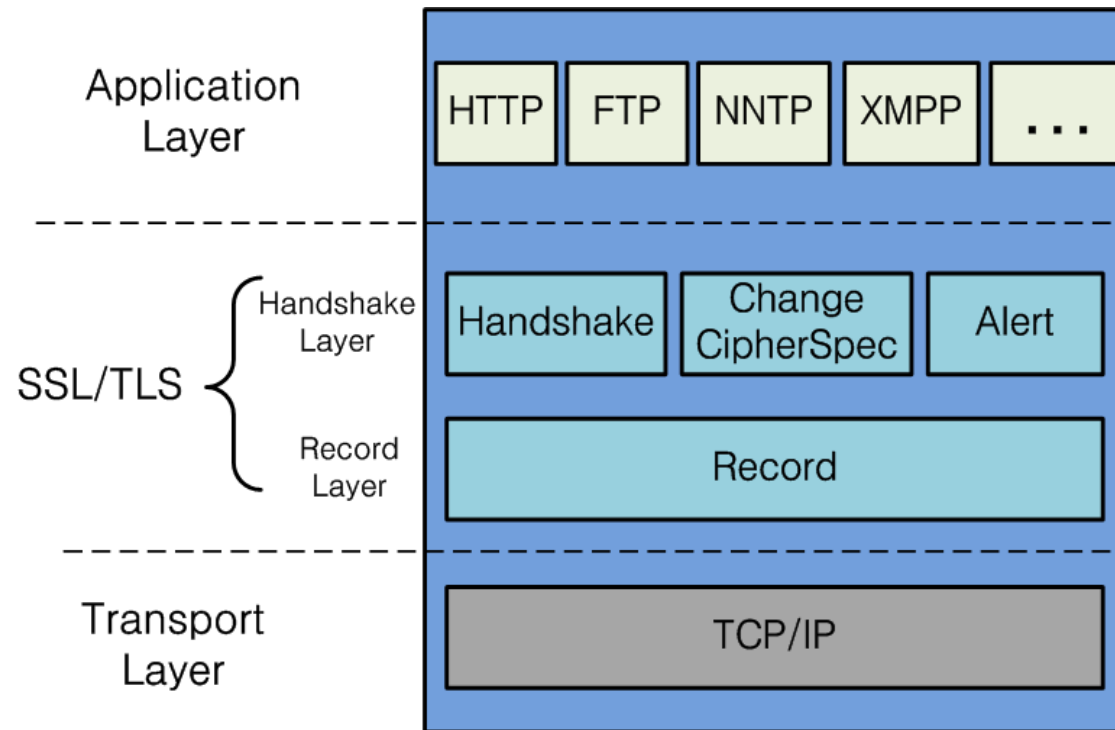 Application
Layer
HTTP FTP NNTP XMPP ...
SSL/TLS
Handshake
Layer
Handshake
Change
CipherSpec
Alert
Record
Layer
Record
Transport
Layer
TCP/IP